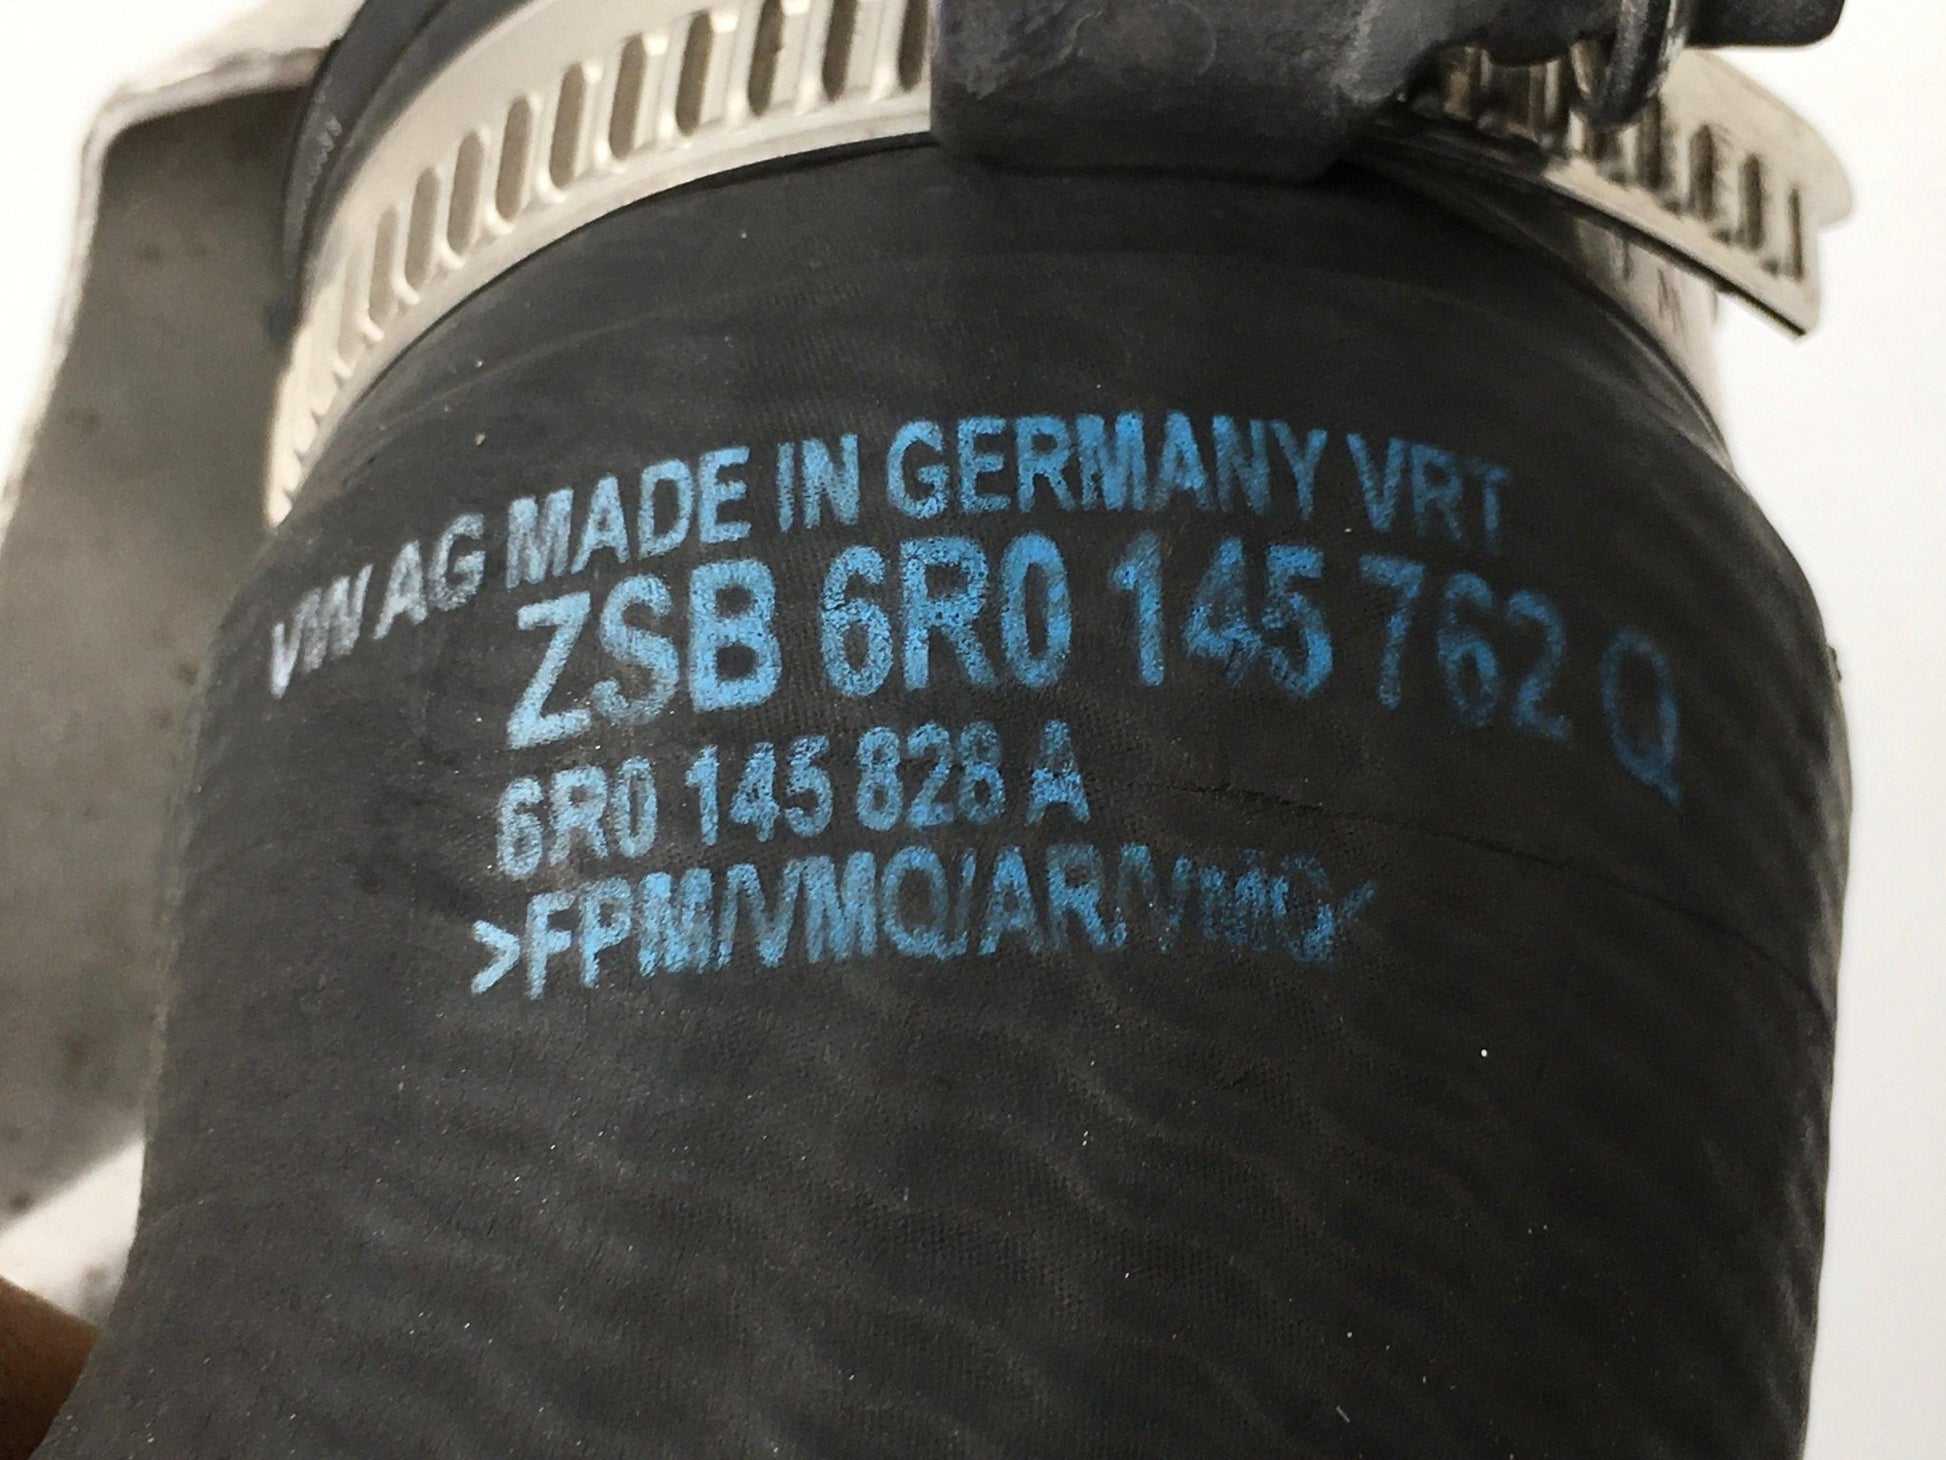 VW AG MADE IN GERMANY VRT
ZSB 6R0 145 762 Q
6R0 145 828 A
>FPM/VMQ/AR/VMQ<